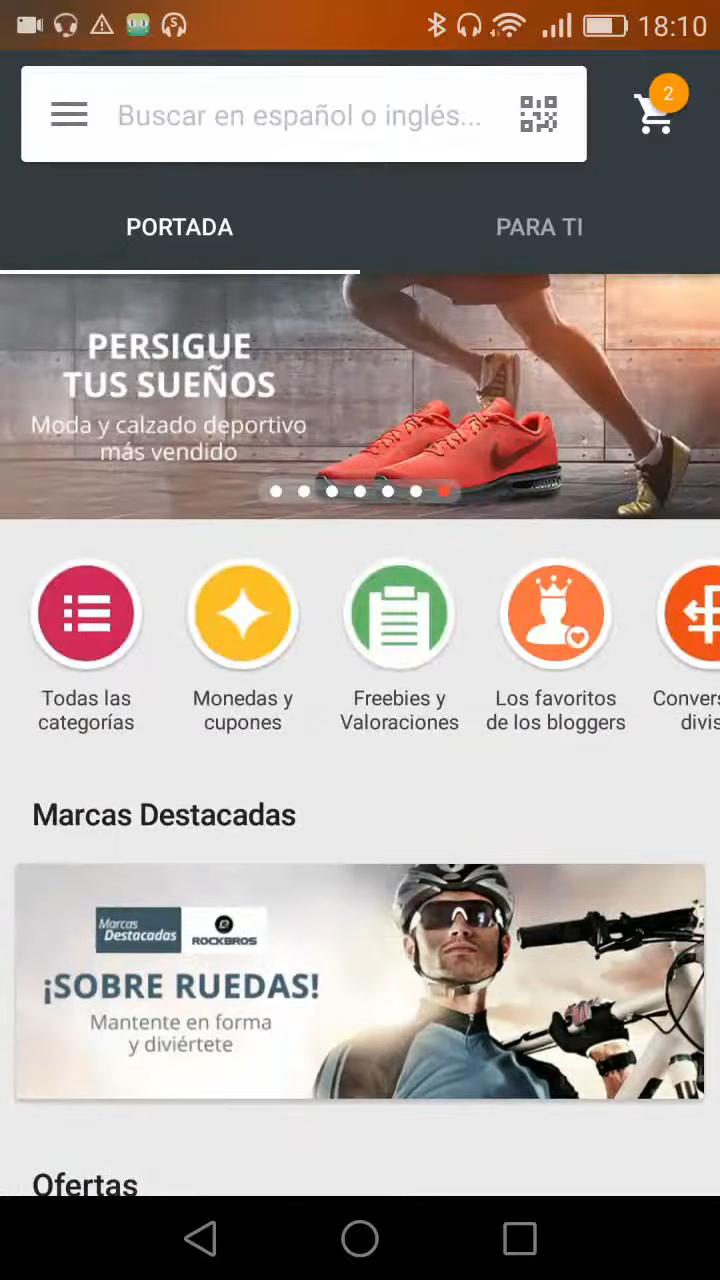 18:10
Buscar en español o inglés...
2
PORTADA
PARA TI
PERSIGUE
TUS SUEÑOS
Moda y calzado deportivo
más vendido
Todas las
categorías
Monedas y
cupones
Freebies y
Valoraciones
Los favoritos
de los bloggers
Convers
divis
Marcas Destacadas
Marcas
Destacadas
ROCKBROS
¡SOBRE RUEDAS!
Mantente en forma
y diviértete
Ofertas